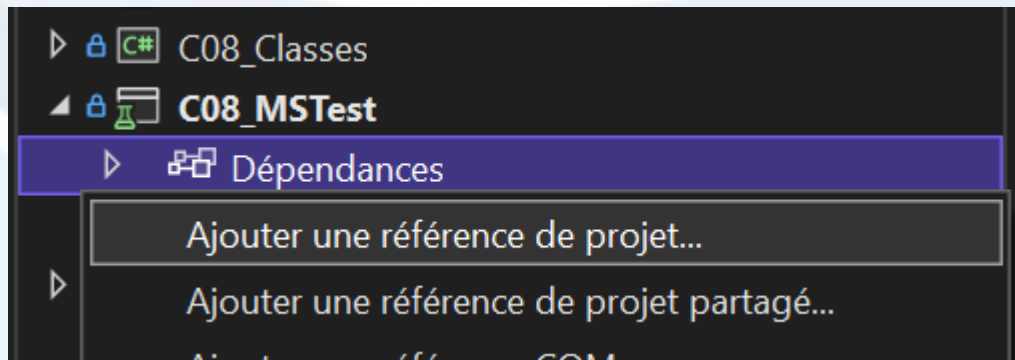 C# C08_Classes
C08_MSTest
Dépendances
Ajouter une référence de projet...
Ajouter une référence de projet partagé...